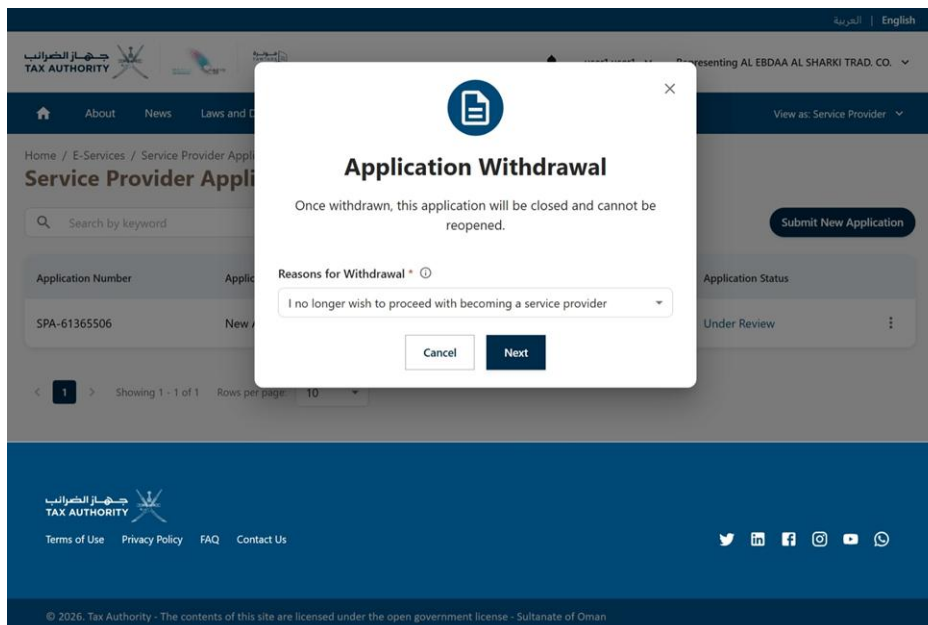 العربية | English
جهاز الضرائب
TAX AUTHORITY
Representing AL EBDAA AL SHARKI TRAD. CO.
About News Laws and D
View as: Service Provider
Home / E-Services / Service Provider Appli
Service Provider Appli
Search by keyword
Submit New Application
Application Number Applic Application Status
SPA-61365506 New A Under Review
Application Withdrawal
Once withdrawn, this application will be closed and cannot be
reopened.
Reasons for Withdrawal *
I no longer wish to proceed with becoming a service provider
Cancel Next
1 Showing 1 - 1 of 1 Rows per page: 10
جهاز الضرائب
TAX AUTHORITY
Terms of Use Privacy Policy FAQ Contact Us
© 2026. Tax Authority - The contents of this site are licensed under the open government license - Sultanate of Oman